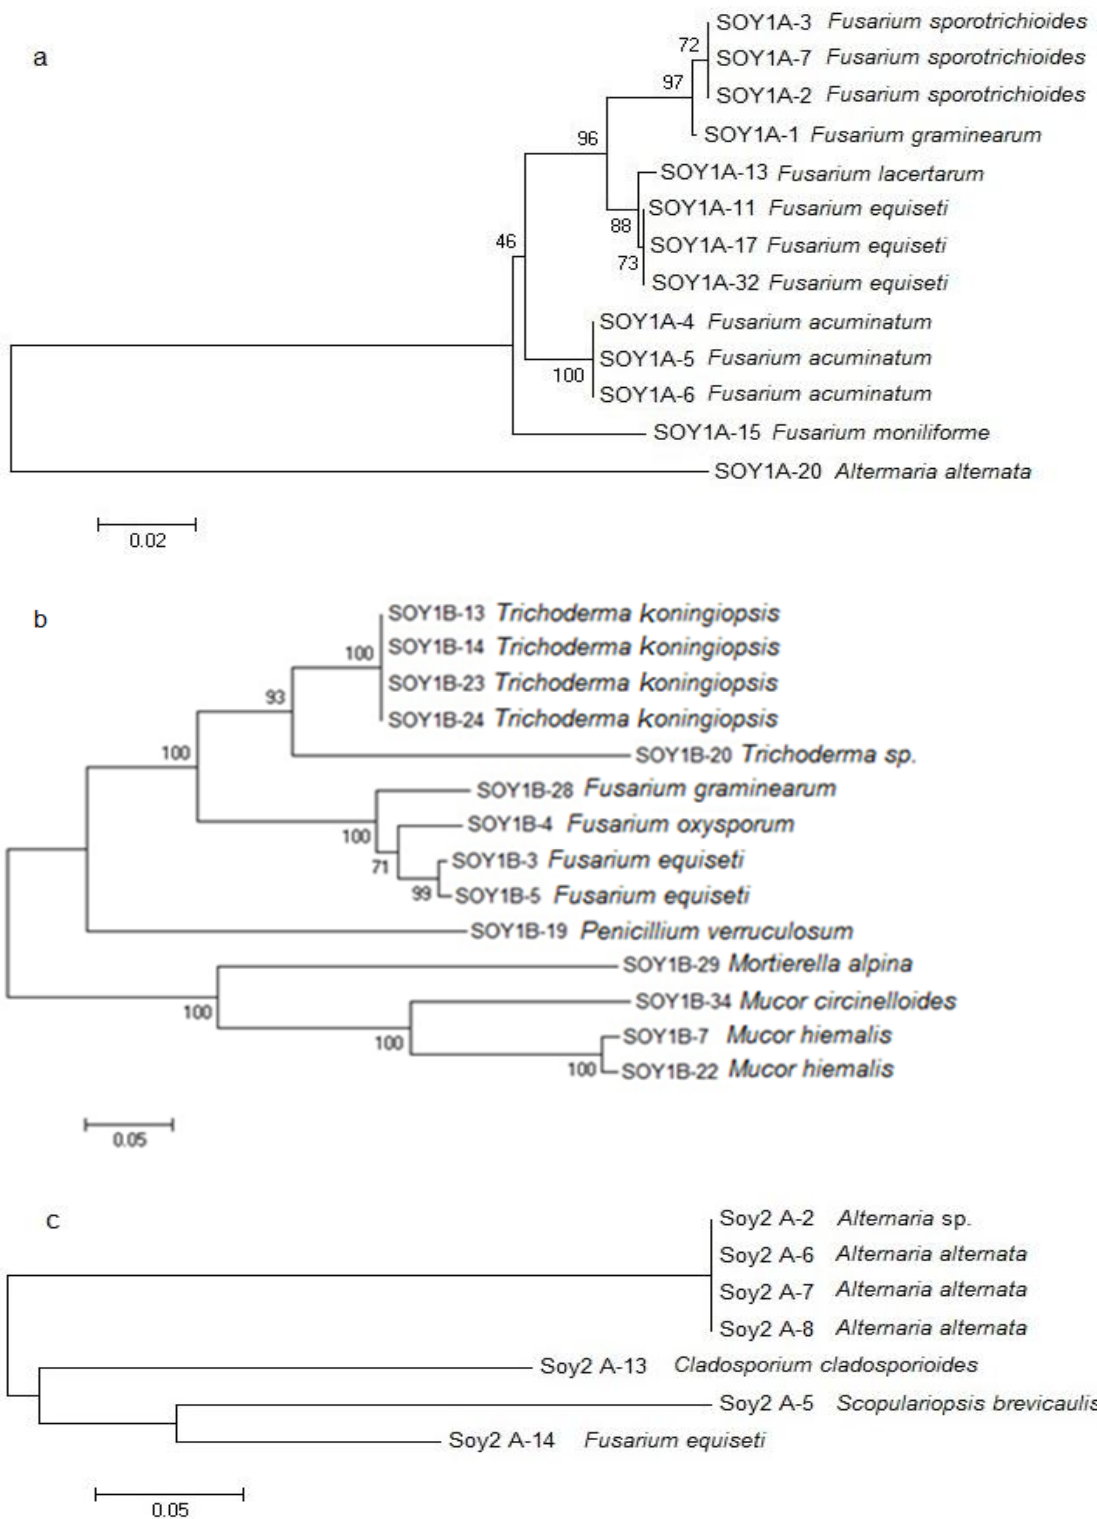 a
SOY1A-3 Fusarium sporotrichioides
72
SOY1A-7 Fusarium sporotrichioides
97
SOY1A-2 Fusarium sporotrichioides
96
SOY1A-1 Fusarium graminearum
SOY1A-13 Fusarium lacertarum
SOY1A-11 Fusarium equiseti
88
46
SOY1A-17 Fusarium equiseti
73
SOY1A-32 Fusarium equiseti
SOY1A-4 Fusarium acuminatum
SOY1A-5 Fusarium acuminatum
100
SOY1A-6 Fusarium acuminatum
SOY1A-15 Fusarium moniliforme
SOY1A-20 Altermaria alternata
0.02
b
SOY1B-13 Trichoderma koningiopsis
100
SOY1B-14 Trichoderma koningiopsis
SOY1B-23 Trichoderma koningiopsis
93
SOY1B-24 Trichoderma koningiopsis
100
SOY1B-20 Trichoderma sp.
SOY1B-28 Fusarium graminearum
100
SOY1B-4 Fusarium oxysporum
71
SOY1B-3 Fusarium equiseti
99
SOY1B-5 Fusarium equiseti
SOY1B-19 Penicillium verruculosum
SOY1B-29 Mortierella alpina
100
SOY1B-34 Mucor circinelloides
100
SOY1B-7 Mucor hiemalis
100
SOY1B-22 Mucor hiemalis
0.05
c
Soy2 A-2 Alternaria sp.
Soy2 A-6 Alternaria alternata
Soy2 A-7 Alternaria alternata
Soy2 A-8 Alternaria alternata
Soy2 A-13 Cladosporium cladosporioides
Soy2 A-5 Scopulariopsis brevicaulis
Soy2 A-14 Fusarium equiseti
0.05